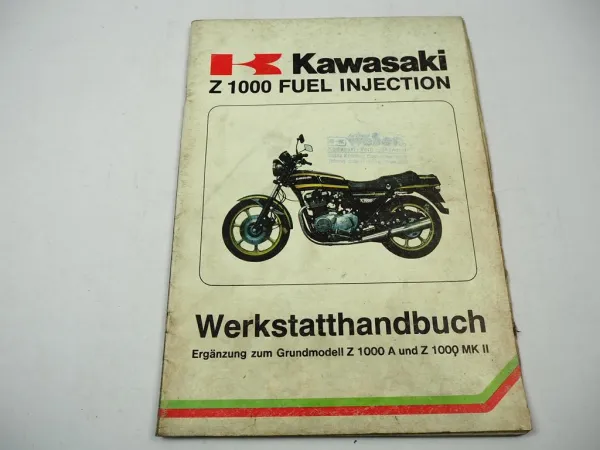 Kawasaki
Z 1000 FUEL INJECTION
Werkstatthandbuch
Ergänzung zum Grundmodell Z 1000 A und Z 1000 MK II